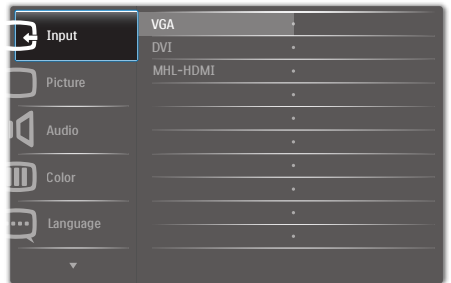 Input
Picture
Audio
Color
Language
VGA
DVI
MHL-HDMI